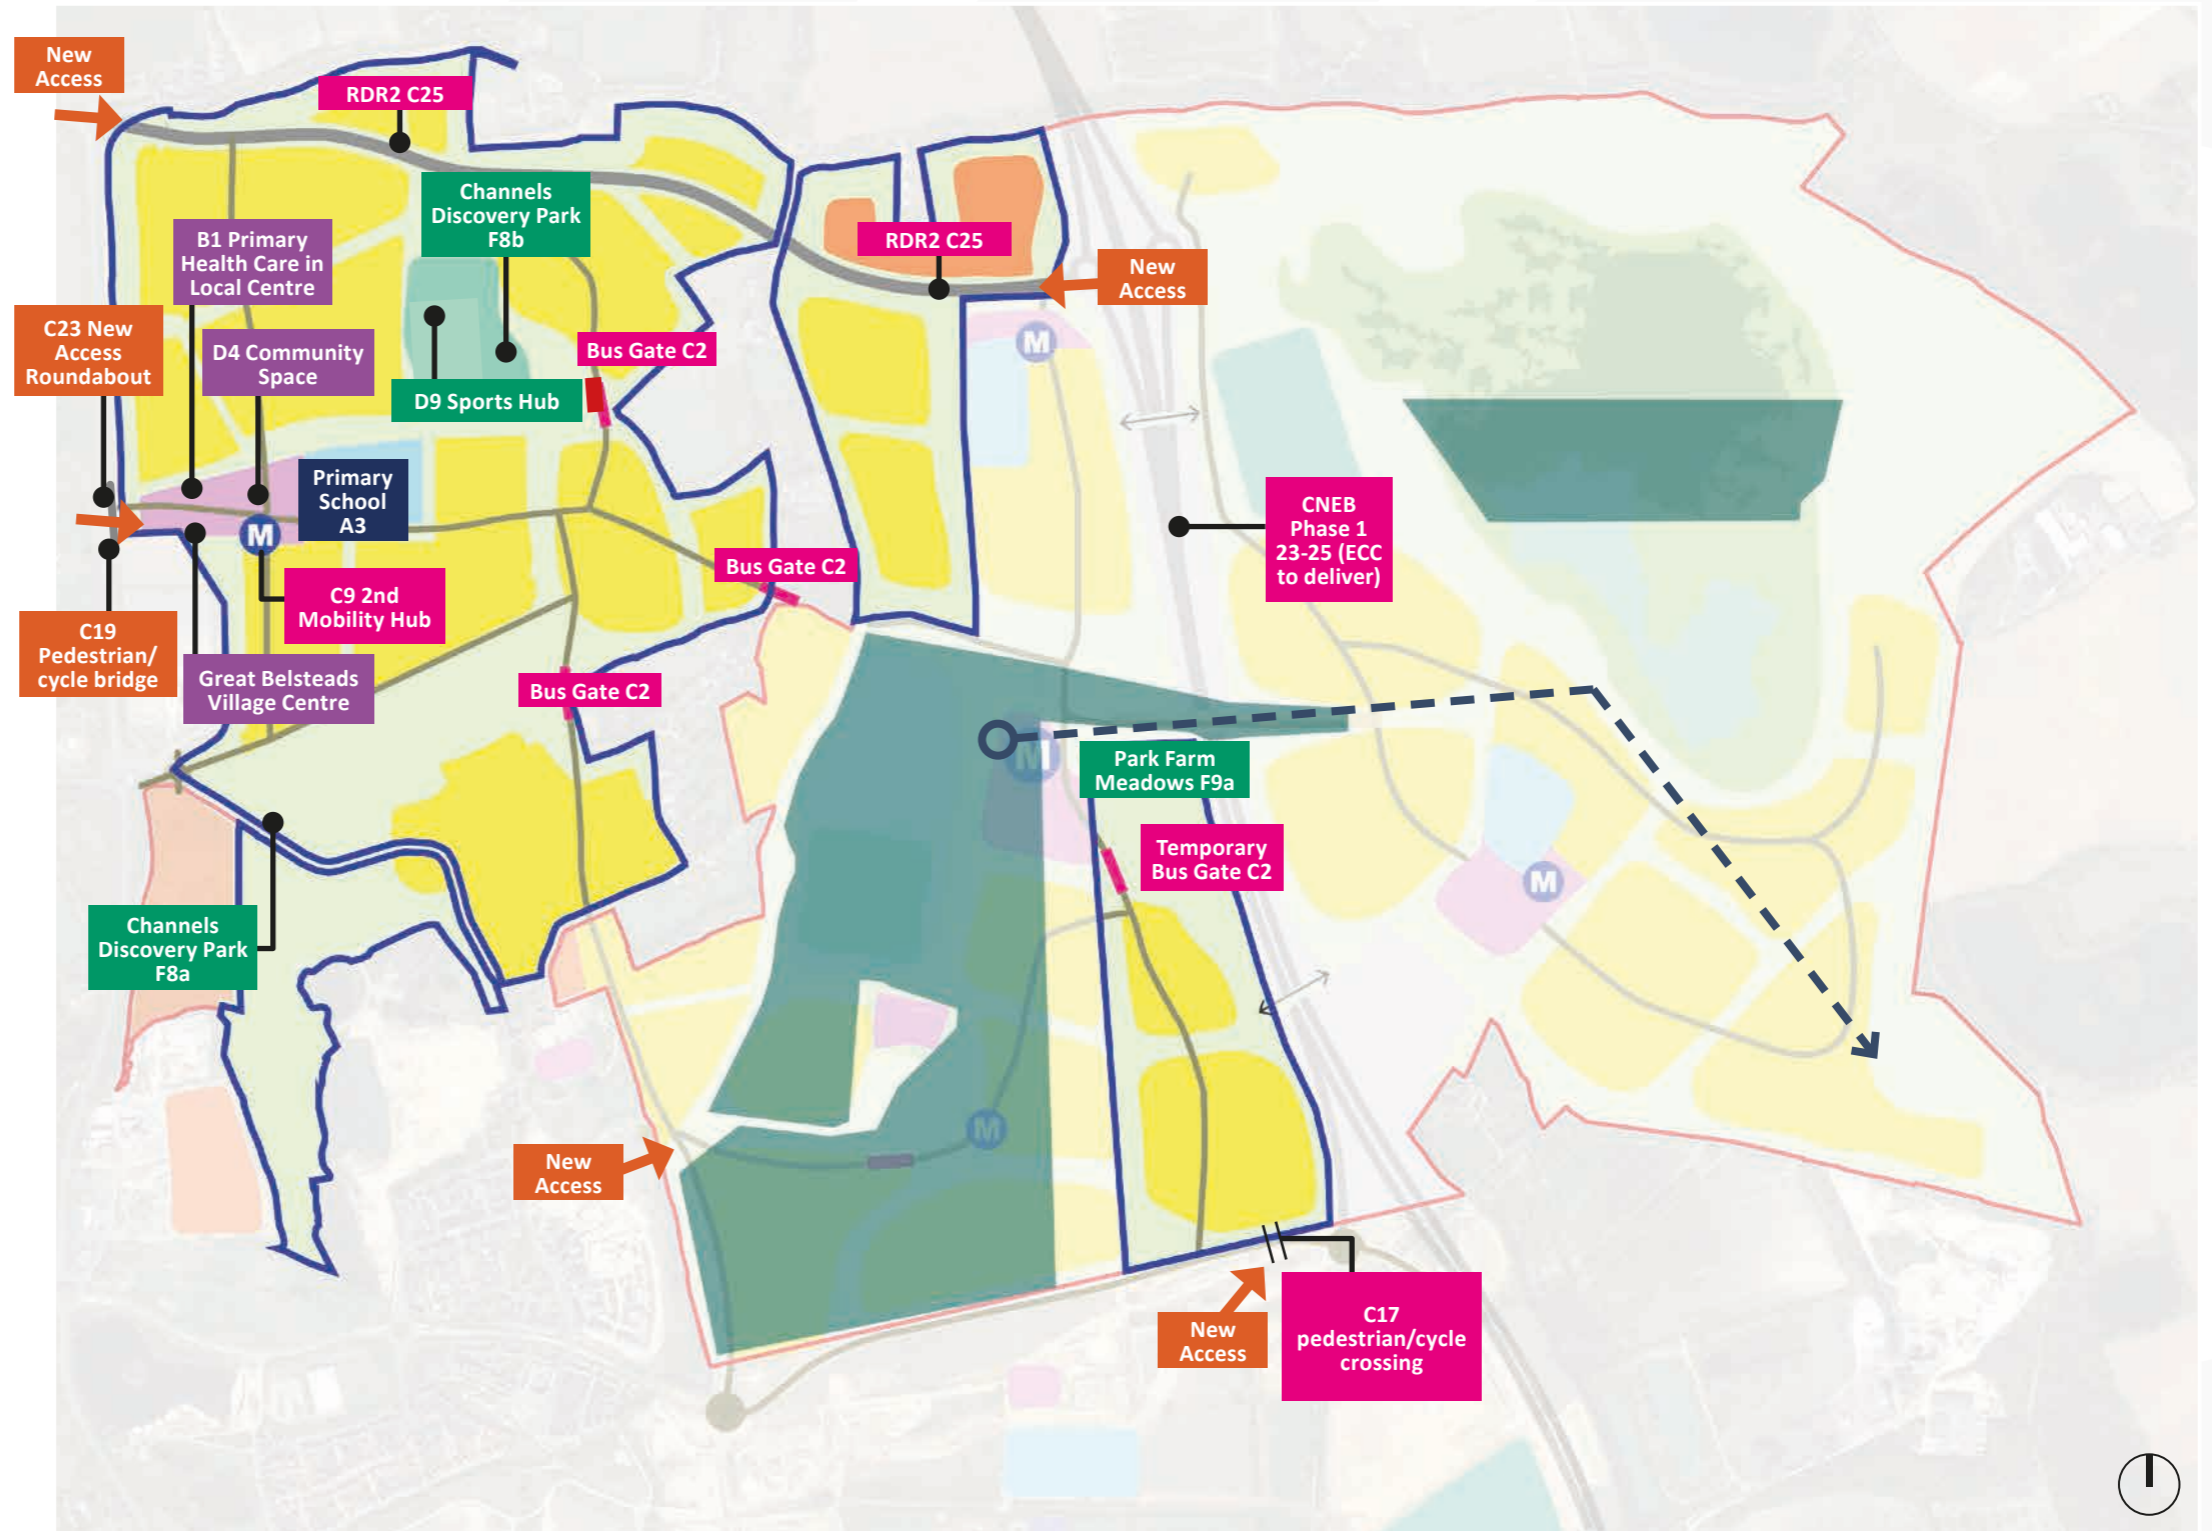 New
Access
RDR2 C25
Channels
Discovery Park
F8b
B1 Primary
Health Care in
Local Centre
RDR2 C25
New
Access
C23 New
Access
Roundabout
D4 Community
Space
Bus Gate C2
D9 Sports Hub
M
Primary
School
A3
CNEB
Phase 1
23-25 (ECC
to deliver)
M
Bus Gate C2
C9 2nd
Mobility Hub
C19
Pedestrian/
cycle bridge
Great Belsteads
Village Centre
Bus Gate C2
M
Park Farm
Meadows F9a
Temporary
Bus Gate C2
M
Channels
Discovery Park
F8a
M
New
Access
New
Access
C17
pedestrian/cycle
crossing